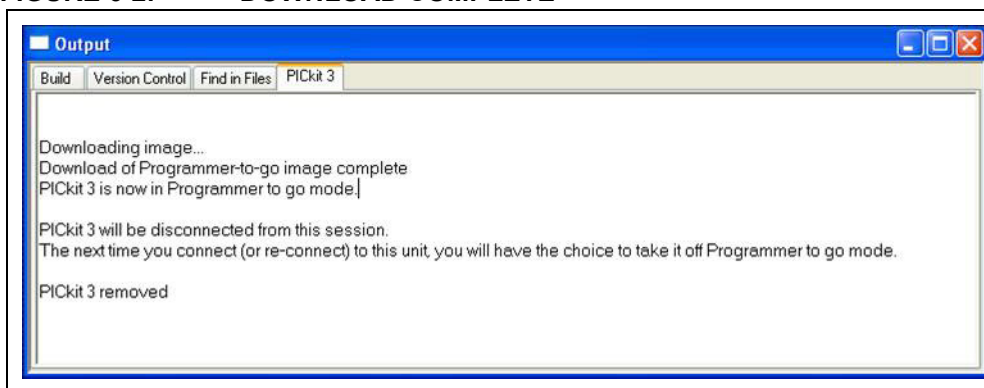 Output
Build Version Control Find in Files PICkit 3
Downloading image...
Download of Programmer-to-go image complete
PICkit 3 is now in Programmer to go mode.
PICkit 3 will be disconnected from this session.
The next time you connect (or re-connect) to this unit, you will have the choice to take it off Programmer to go mode.
PICkit 3 removed